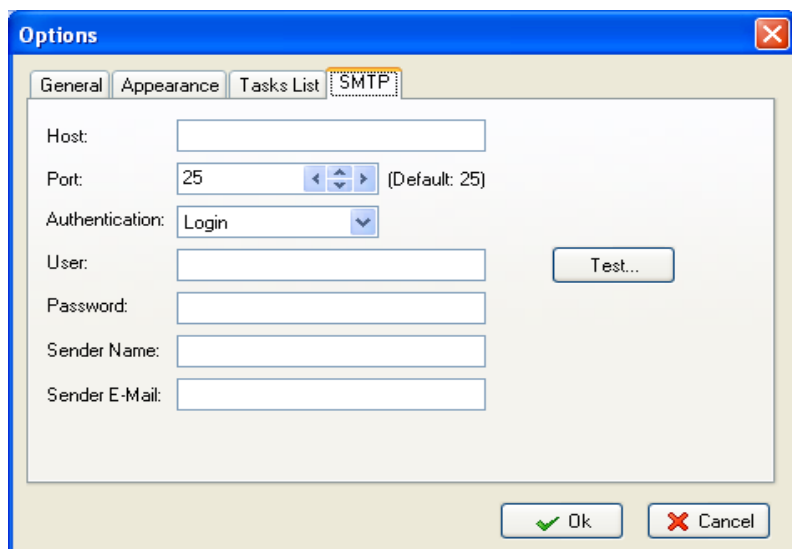 Options
General Appearance Tasks List SMTP
Host:
Port: 25 (Default: 25)
Authentication: Login
User:
Test...
Password:
Sender Name:
Sender E-Mail:
Ok Cancel